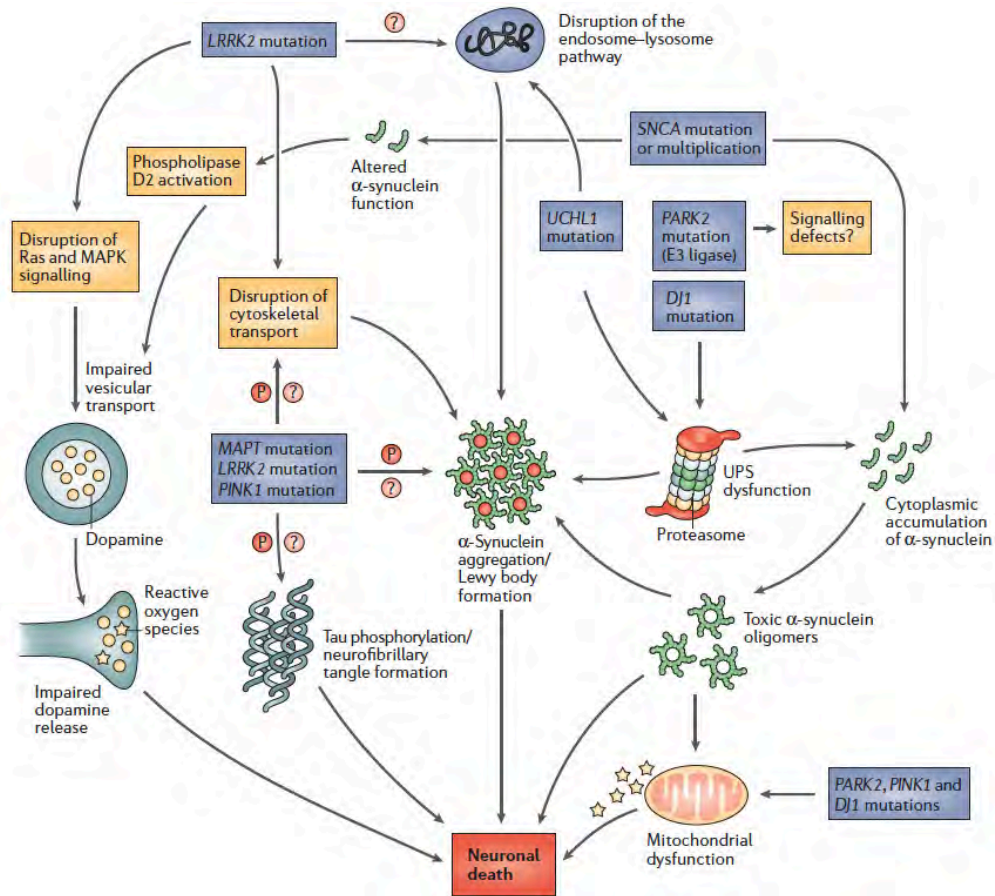 LRRK2 mutation
?
Disruption of the
endosome–lysosome
pathway
SNCA mutation
or multiplication
Phospholipase
D2 activation
Altered
α-synuclein
function
UCHL1
mutation
PARK2
mutation
(E3 ligase)
Signalling
defects?
Disruption of
Ras and MAPK
signalling
DJ1
mutation
Disruption of
cytoskeletal
transport
Impaired
vesicular
transport
P ?
MAPT mutation
LRRK2 mutation
PINK1 mutation
P
?
UPS
dysfunction
Proteasome
Cytoplasmic
accumulation
of α-synuclein
Dopamine
P ?
α-Synuclein
aggregation/
Lewy body
formation
Reactive
oxygen
species
Toxic α-synuclein
oligomers
Tau phosphorylation/
neurofibrillary
tangle formation
Impaired
dopamine
release
PARK2, PINK1 and
DJ1 mutations
Mitochondrial
dysfunction
Neuronal
death